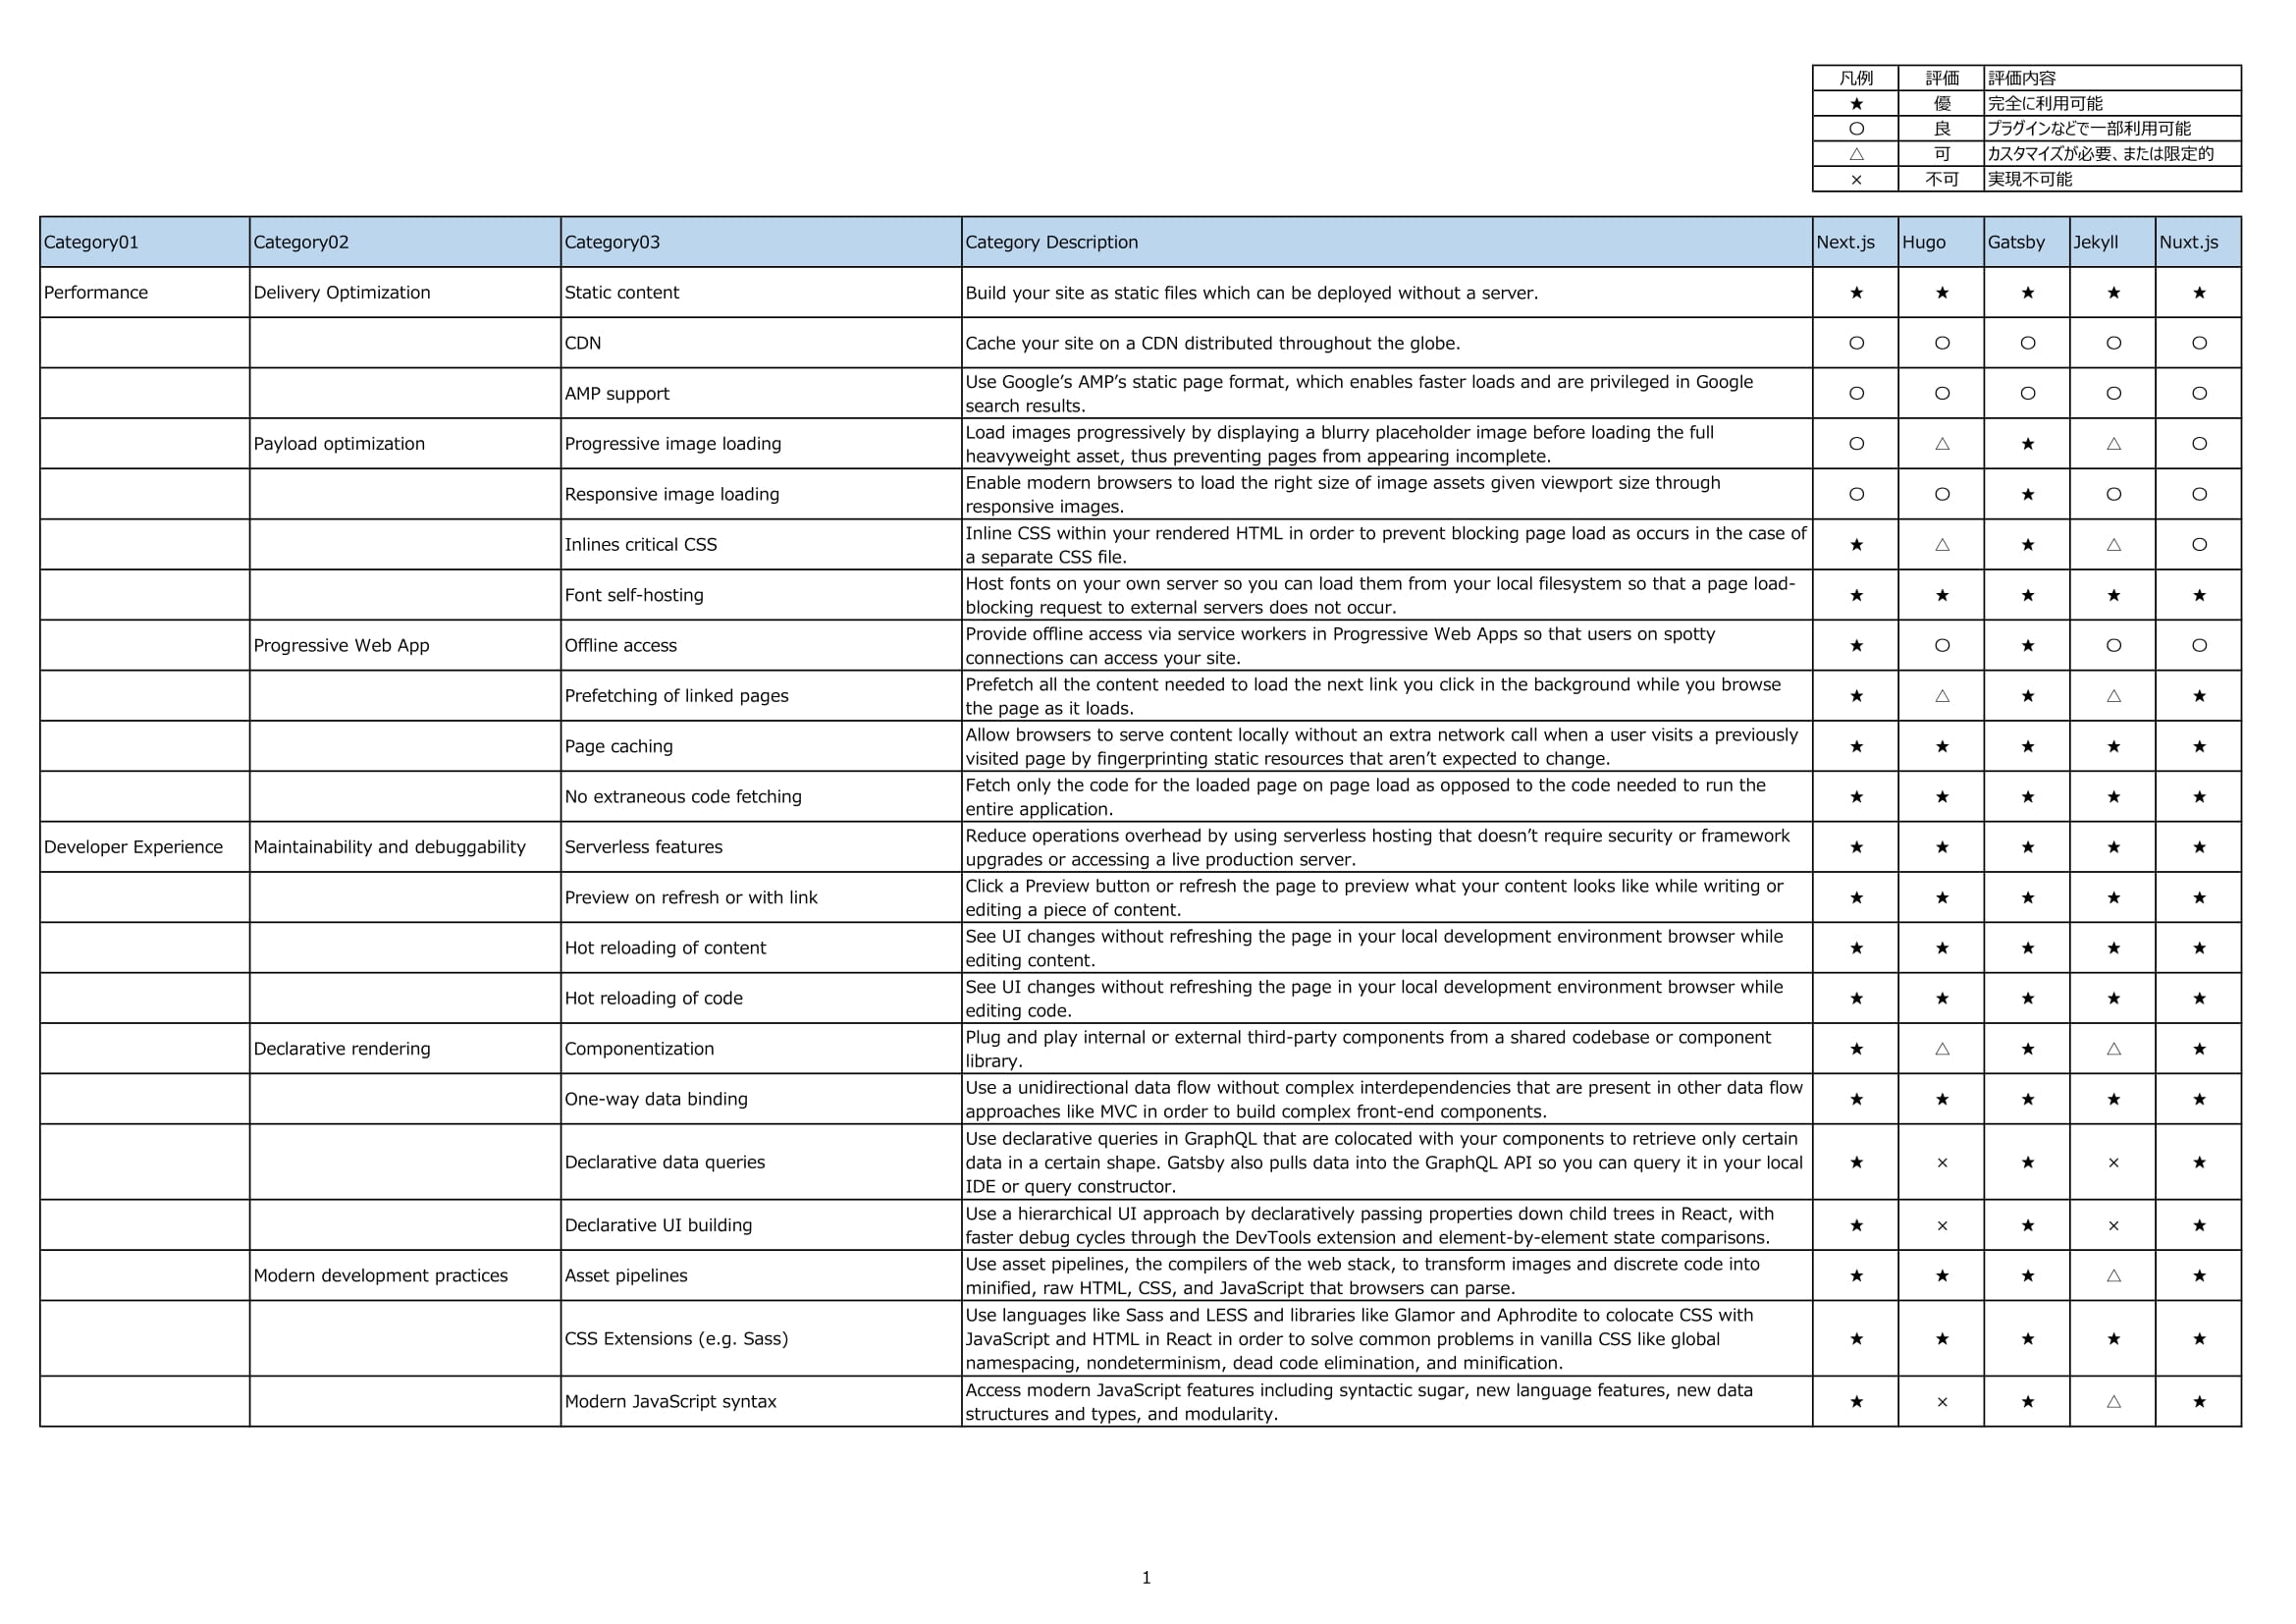 凡例 評価 評価内容
★ 優 完全に利用可能
〇 良 プラグインなどで一部利用可能
△ 可 カスタマイズが必要、または限定的
× 不可 実現不可能
Category01 Category02 Category03 Category Description Next.js Hugo Gatsby Jekyll Nuxt.js
Performance Delivery Optimization Static content Build your site as static files which can be deployed without a server. ★ ★ ★ ★ ★
CDN Cache your site on a CDN distributed throughout the globe. 〇 〇 〇 〇 〇
AMP support Use Google’s AMP’s static page format, which enables faster loads and are privileged in Google
search results. 〇 〇 〇 〇 〇
Payload optimization Progressive image loading Load images progressively by displaying a blurry placeholder image before loading the full
heavyweight asset, thus preventing pages from appearing incomplete. 〇 △ ★ △ 〇
Responsive image loading Enable modern browsers to load the right size of image assets given viewport size through
responsive images. 〇 〇 ★ 〇 〇
Inlines critical CSS Inline CSS within your rendered HTML in order to prevent blocking page load as occurs in the case of
a separate CSS file. ★ △ ★ △ 〇
Font self-hosting Host fonts on your own server so you can load them from your local filesystem so that a page load-
blocking request to external servers does not occur. ★ ★ ★ ★ ★
Progressive Web App Offline access Provide offline access via service workers in Progressive Web Apps so that users on spotty
connections can access your site. ★ 〇 ★ 〇 〇
Prefetching of linked pages Prefetch all the content needed to load the next link you click in the background while you browse
the page as it loads. ★ △ ★ △ ★
Page caching Allow browsers to serve content locally without an extra network call when a user visits a previously
visited page by fingerprinting static resources that aren’t expected to change. ★ ★ ★ ★ ★
No extraneous code fetching Fetch only the code for the loaded page on page load as opposed to the code needed to run the
entire application. ★ ★ ★ ★ ★
Developer Experience Maintainability and debuggability Serverless features Reduce operations overhead by using serverless hosting that doesn’t require security or framework
upgrades or accessing a live production server. ★ ★ ★ ★ ★
Preview on refresh or with link Click a Preview button or refresh the page to preview what your content looks like while writing or
editing a piece of content. ★ ★ ★ ★ ★
Hot reloading of content See UI changes without refreshing the page in your local development environment browser while
editing content. ★ ★ ★ ★ ★
Hot reloading of code See UI changes without refreshing the page in your local development environment browser while
editing code. ★ ★ ★ ★ ★
Declarative rendering Componentization Plug and play internal or external third-party components from a shared codebase or component
library. ★ △ ★ △ ★
One-way data binding Use a unidirectional data flow without complex interdependencies that are present in other data flow
approaches like MVC in order to build complex front-end components. ★ ★ ★ ★ ★
Declarative data queries Use declarative queries in GraphQL that are colocated with your components to retrieve only certain
data in a certain shape. Gatsby also pulls data into the GraphQL API so you can query it in your local
IDE or query constructor. ★ × ★ × ★
Declarative UI building Use a hierarchical UI approach by declaratively passing properties down child trees in React, with
faster debug cycles through the DevTools extension and element-by-element state comparisons. ★ × ★ × ★
Modern development practices Asset pipelines Use asset pipelines, the compilers of the web stack, to transform images and discrete code into
minified, raw HTML, CSS, and JavaScript that browsers can parse. ★ ★ ★ △ ★
CSS Extensions (e.g. Sass) Use languages like Sass and LESS and libraries like Glamor and Aphrodite to colocate CSS with
JavaScript and HTML in React in order to solve common problems in vanilla CSS like global
namespacing, nondeterminism, dead code elimination, and minification. ★ ★ ★ ★ ★
Modern JavaScript syntax Access modern JavaScript features including syntactic sugar, new language features, new data
structures and types, and modularity. ★ × ★ △ ★
1